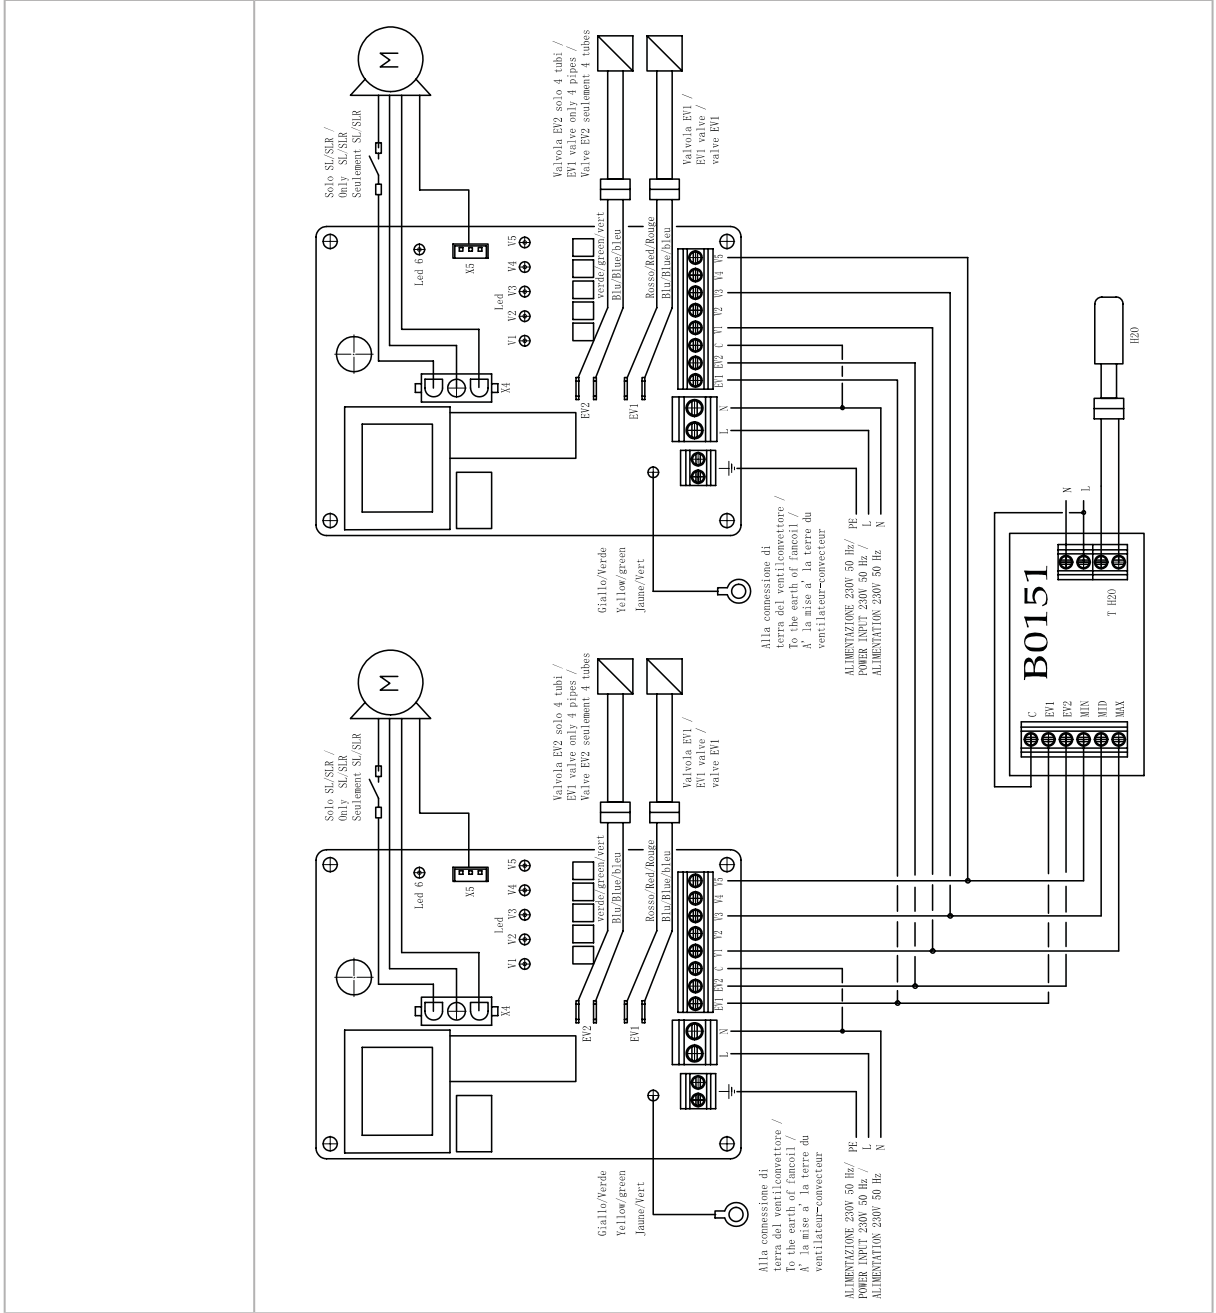 M
Solo SL/SLR /
Only SL/SLR
Seulement SL/SLR
Valvola EV2 solo 4 tubi /
EV1 valve only 4 pipes /
Valve EV2 seulement 4 tubes
Valvola EV1 /
EV1 valve /
valve EV1
Led 6
X5
V1 V2 V3 V4 V5
Led
X4
verde/green/vert
Blu/Blue/bleu
Rosso/Red/Rouge
Blu/Blue/bleu
EV2
EV1
L N EV1 EV2 C V1 V2 V3 V4 V5
Giallo/Verde
Yellow/green
Jaune/Vert
Alla connessione di
terra del ventilconvettore /
To the earth of fancoil /
A' la mise a' la terre du
ventilateur-convecteur
PE
L
N
ALIMENTAZIONE 230V 50 Hz/
POWER INPUT 230V 50 Hz /
ALIMENTATION 230V 50 Hz
H20
N
L
B0151
T H20
C
EV1
EV2
MIN
MID
MAX
M
Solo SL/SLR /
Only SL/SLR
Seulement SL/SLR
Valvola EV2 solo 4 tubi /
EV1 valve only 4 pipes /
Valve EV2 seulement 4 tubes
Valvola EV1 /
EV1 valve /
valve EV1
Led 6
X5
V1 V2 V3 V4 V5
Led
X4
verde/green/vert
Blu/Blue/bleu
Rosso/Red/Rouge
Blu/Blue/bleu
EV2
EV1
L N EV1 EV2 C V1 V2 V3 V4 V5
Giallo/Verde
Yellow/green
Jaune/Vert
Alla connessione di
terra del ventilconvettore /
To the earth of fancoil /
A' la mise a' la terre du
ventilateur-convecteur
PE
L
N
ALIMENTAZIONE 230V 50 Hz/
POWER INPUT 230V 50 Hz /
ALIMENTATION 230V 50 Hz